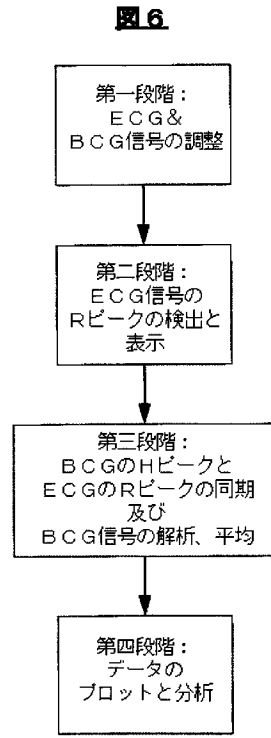 図6
第一段階：
ECG＆
BCG信号の調整
第二段階：
ECG信号の
Rピークの検出と
表示
第三段階：
BCGのHピークと
ECGのRピークの同期
及び
BCG信号の解析、平均
第四段階：
データの
プロットと分析